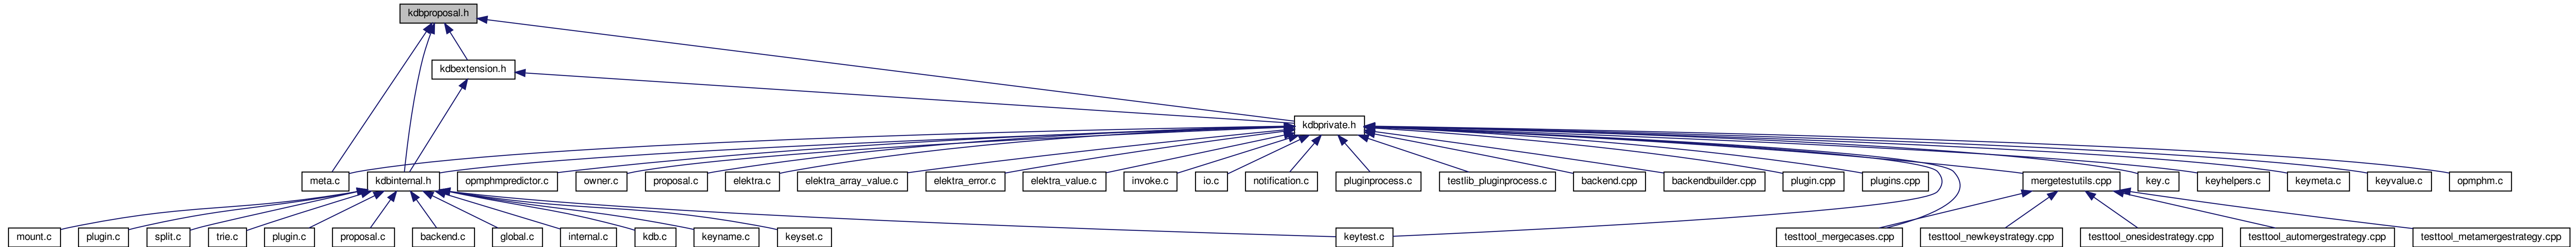 kdbproposal.h
kdbextension.h
kdbprivate.h
meta.c
kdbinternal.h
opmphmpredictor.c
owner.c
proposal.c
elektra.c
elektra_array_value.c
elektra_error.c
elektra_value.c
invoke.c
io.c
notification.c
pluginprocess.c
testlib_pluginprocess.c
backend.cpp
backendbuilder.cpp
plugin.cpp
plugins.cpp
mergetestutils.cpp
key.c
keyhelpers.c
keymeta.c
keyvalue.c
opmphm.c
mount.c
plugin.c
split.c
trie.c
plugin.c
proposal.c
backend.c
global.c
internal.c
kdb.c
keyname.c
keyset.c
keytest.c
testtool_mergecases.cpp
testtool_newkeystrategy.cpp
testtool_onesidestrategy.cpp
testtool_automergestrategy.cpp
testtool_metamergestrategy.cpp